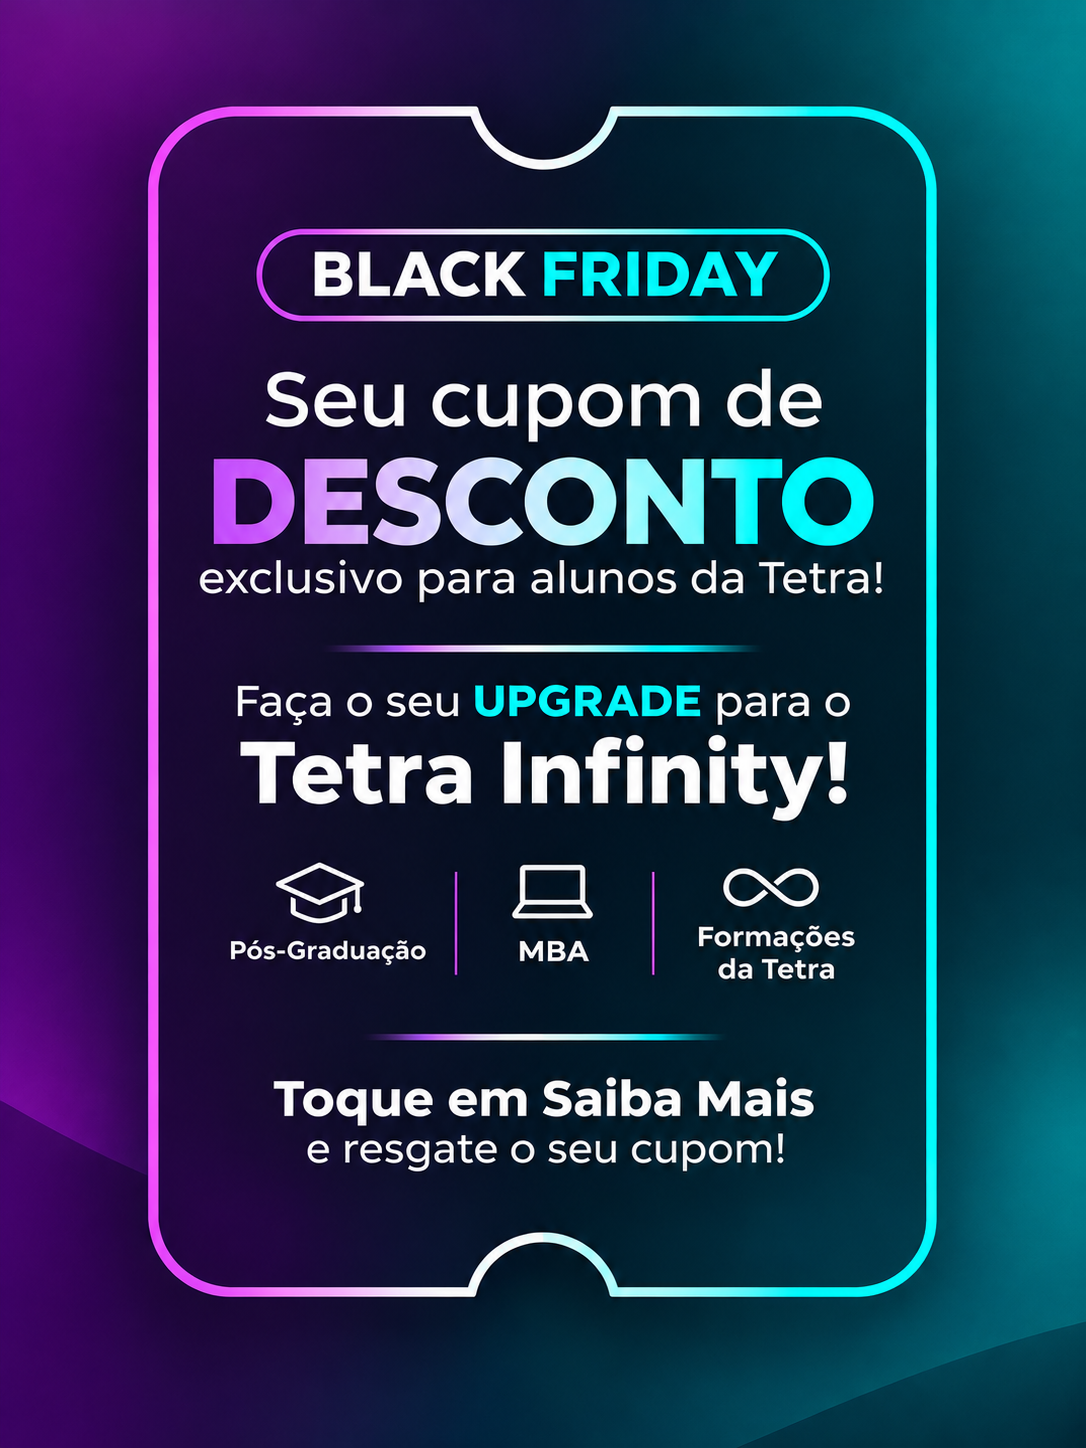 BLACK FRIDAY
Seu cupom de
DESCONTO
exclusivo para alunos da Tetra!
Faça o seu UPGRADE para o
Tetra Infinity!
Pós-Graduação
MBA
Formações
da Tetra
Toque em Saiba Mais
e resgate o seu cupom!